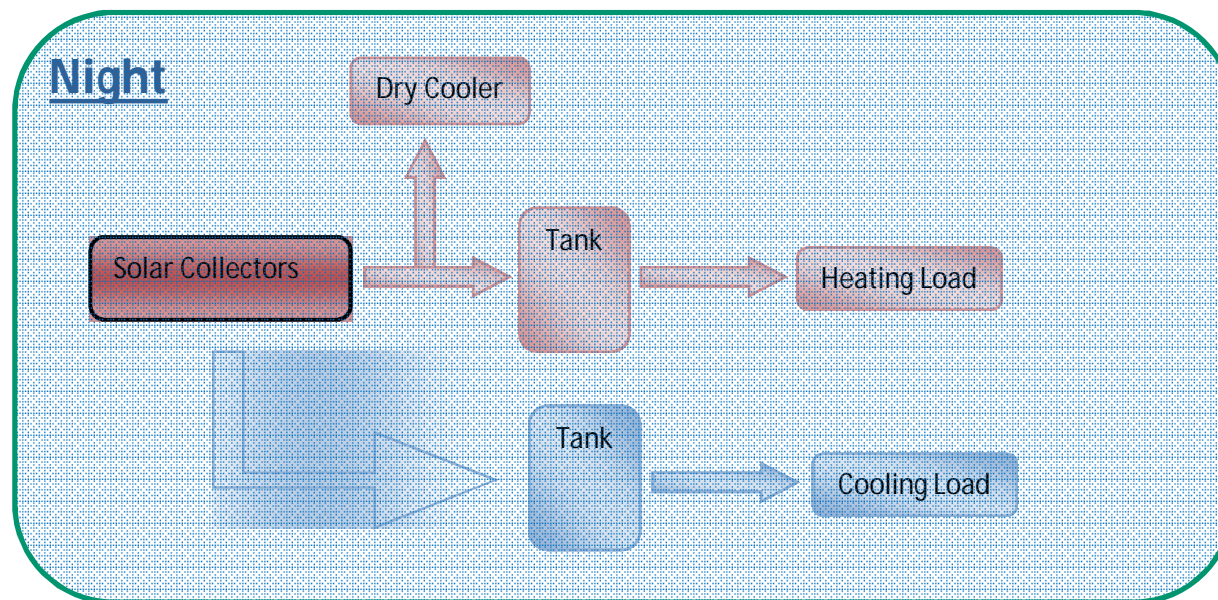 Night
Dry Cooler
Tank
Solar Collectors
Heating Load
Tank
Cooling Load